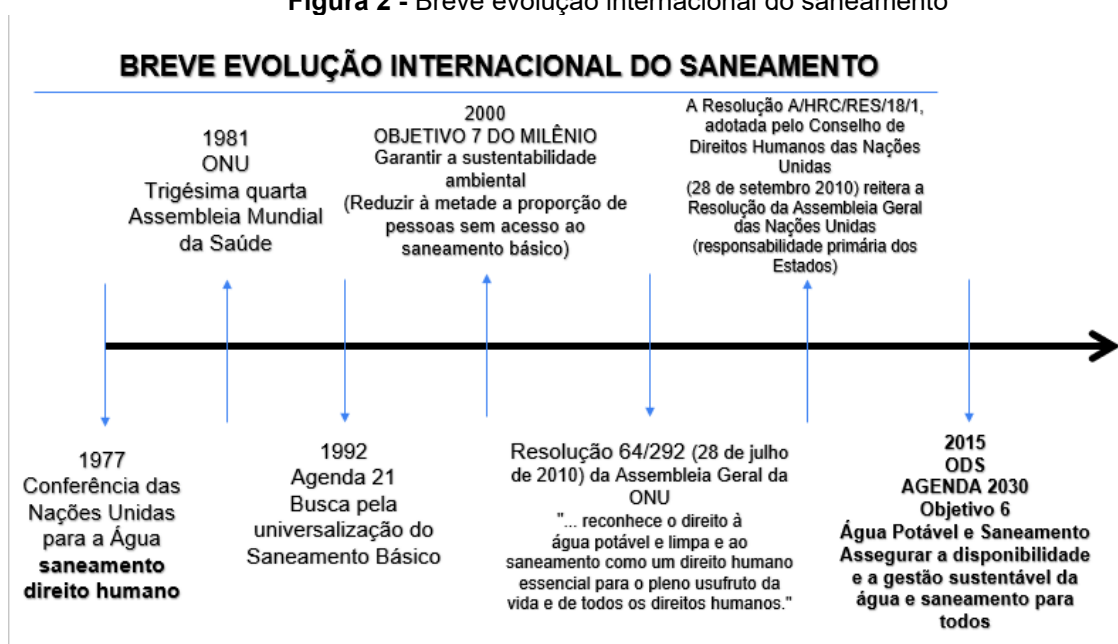 Figura 2 - Breve evolução internacional do saneamento
BREVE EVOLUÇÃO INTERNACIONAL DO SANEAMENTO
1981
ONU
Trigésima quarta
Assembleia Mundial
da Saúde
2000
OBJETIVO 7 DO MILÊNIO
Garantir a sustentabilidade
ambiental
(Reduzir à metade a proporção de
pessoas sem acesso ao
saneamento básico)
A Resolução A/HRC/RES/18/1,
adotada pelo Conselho de
Direitos Humanos das Nações
Unidas
(28 de setembro 2010) reitera a
Resolução da Assembleia Geral
das Nações Unidas
(responsabilidade primária dos
Estados)
1977
Conferência das
Nações Unidas
para a Água
saneamento
direito humano
1992
Agenda 21
Busca pela
universalização do
Saneamento Básico
Resolução 64/292 (28 de julho
de 2010) da Assembleia Geral da
ONU
"... reconhece o direito à
água potável e limpa e ao
saneamento como um direito humano
essencial para o pleno usufruto da
vida e de todos os direitos humanos."
2015
ODS
AGENDA 2030
Objetivo 6
Água Potável e Saneamento
Assegurar a disponibilidade
e a gestão sustentável da
água e saneamento para
todos